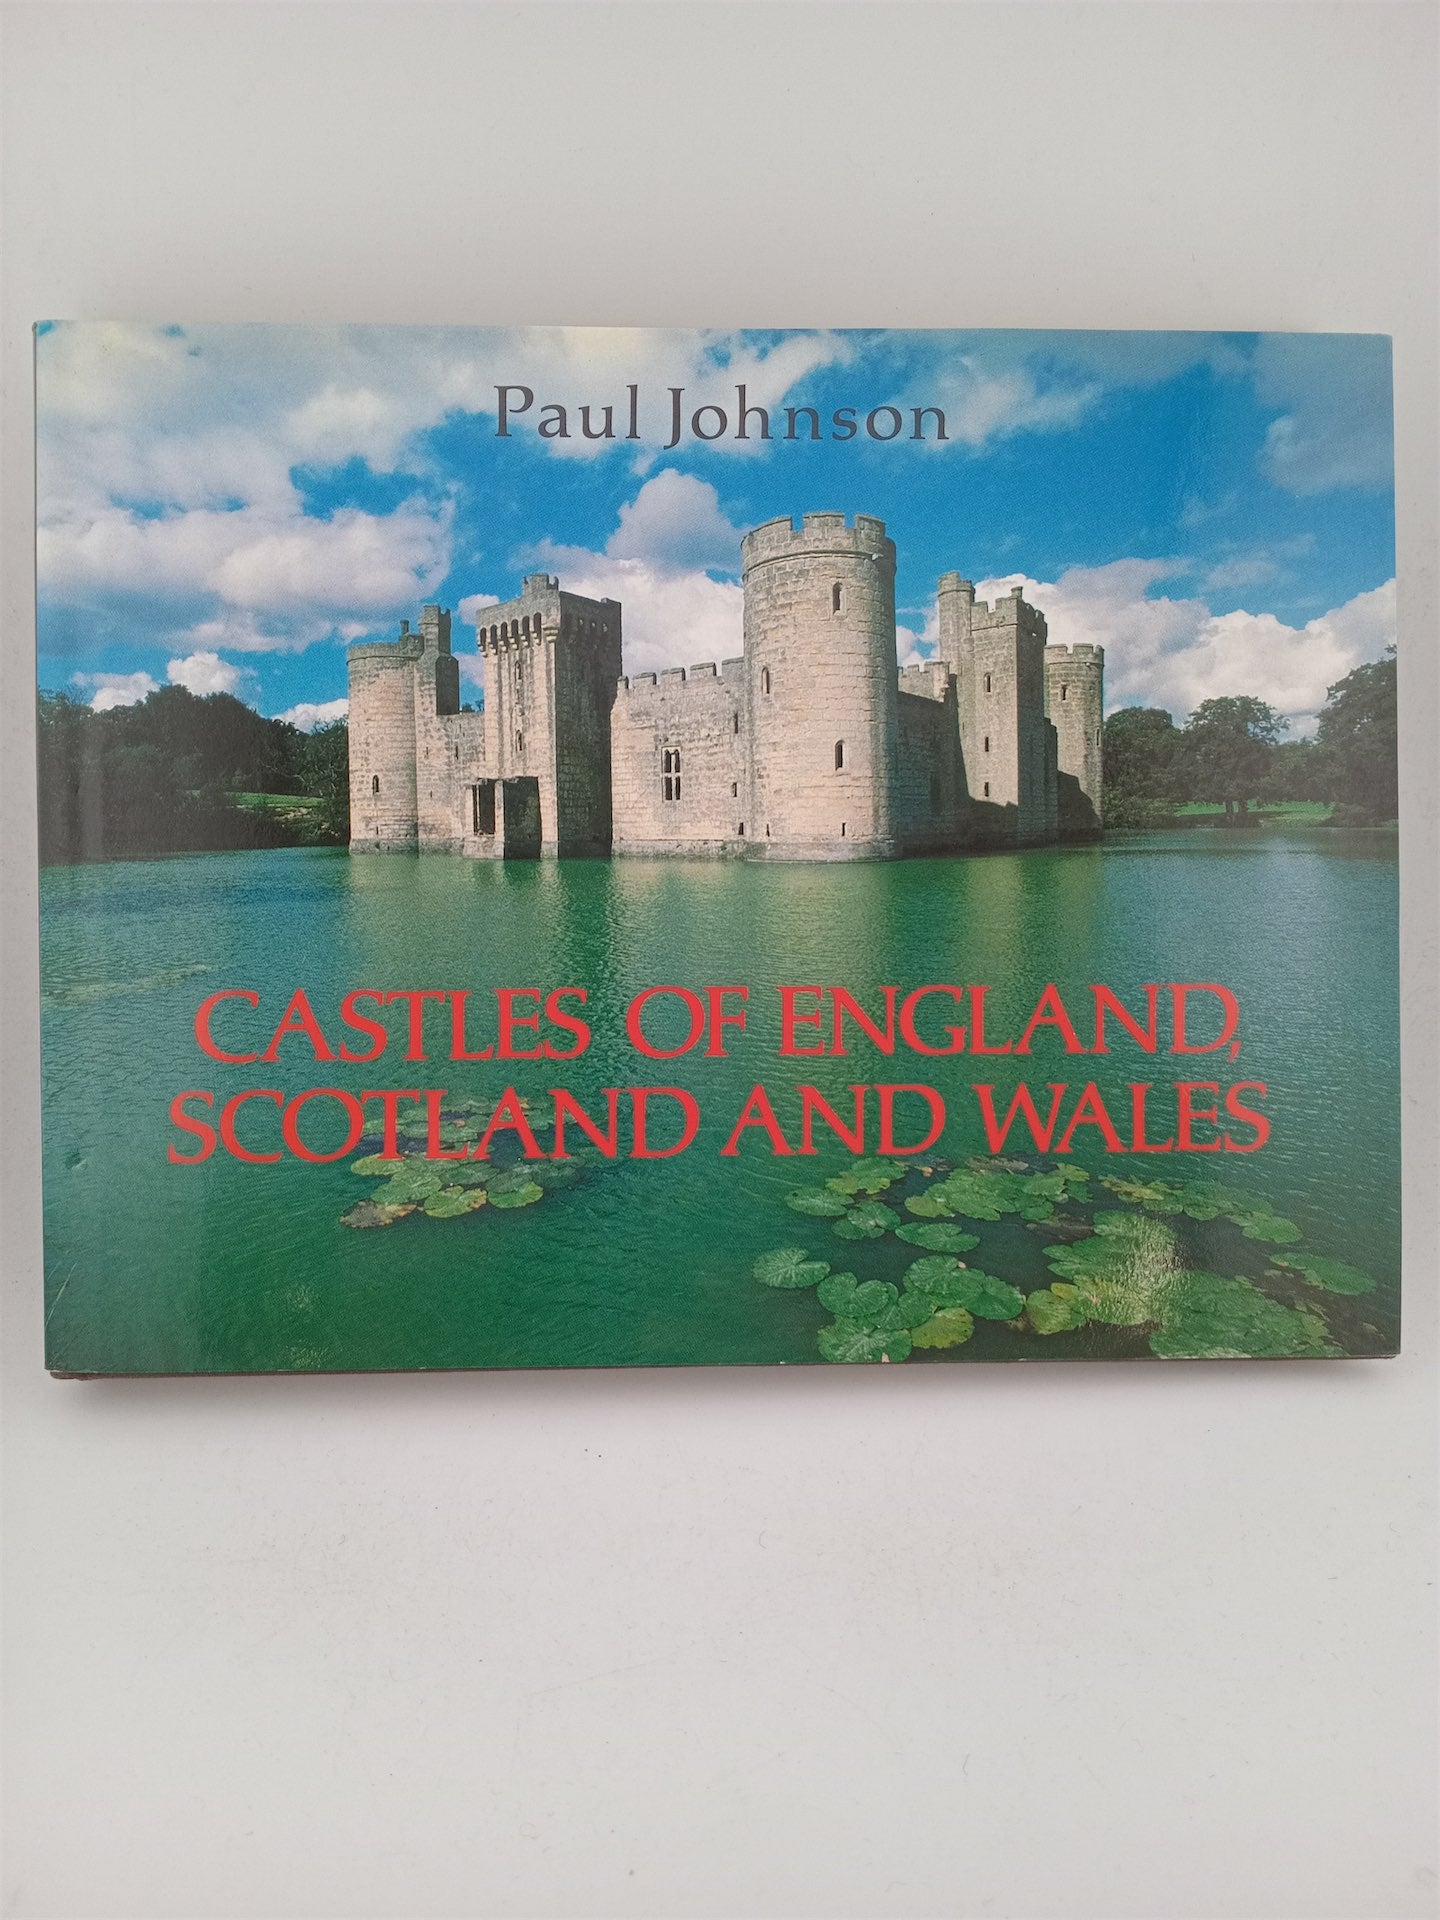 Paul Johnson
CASTLES OF ENGLAND,
SCOTLAND AND WALES